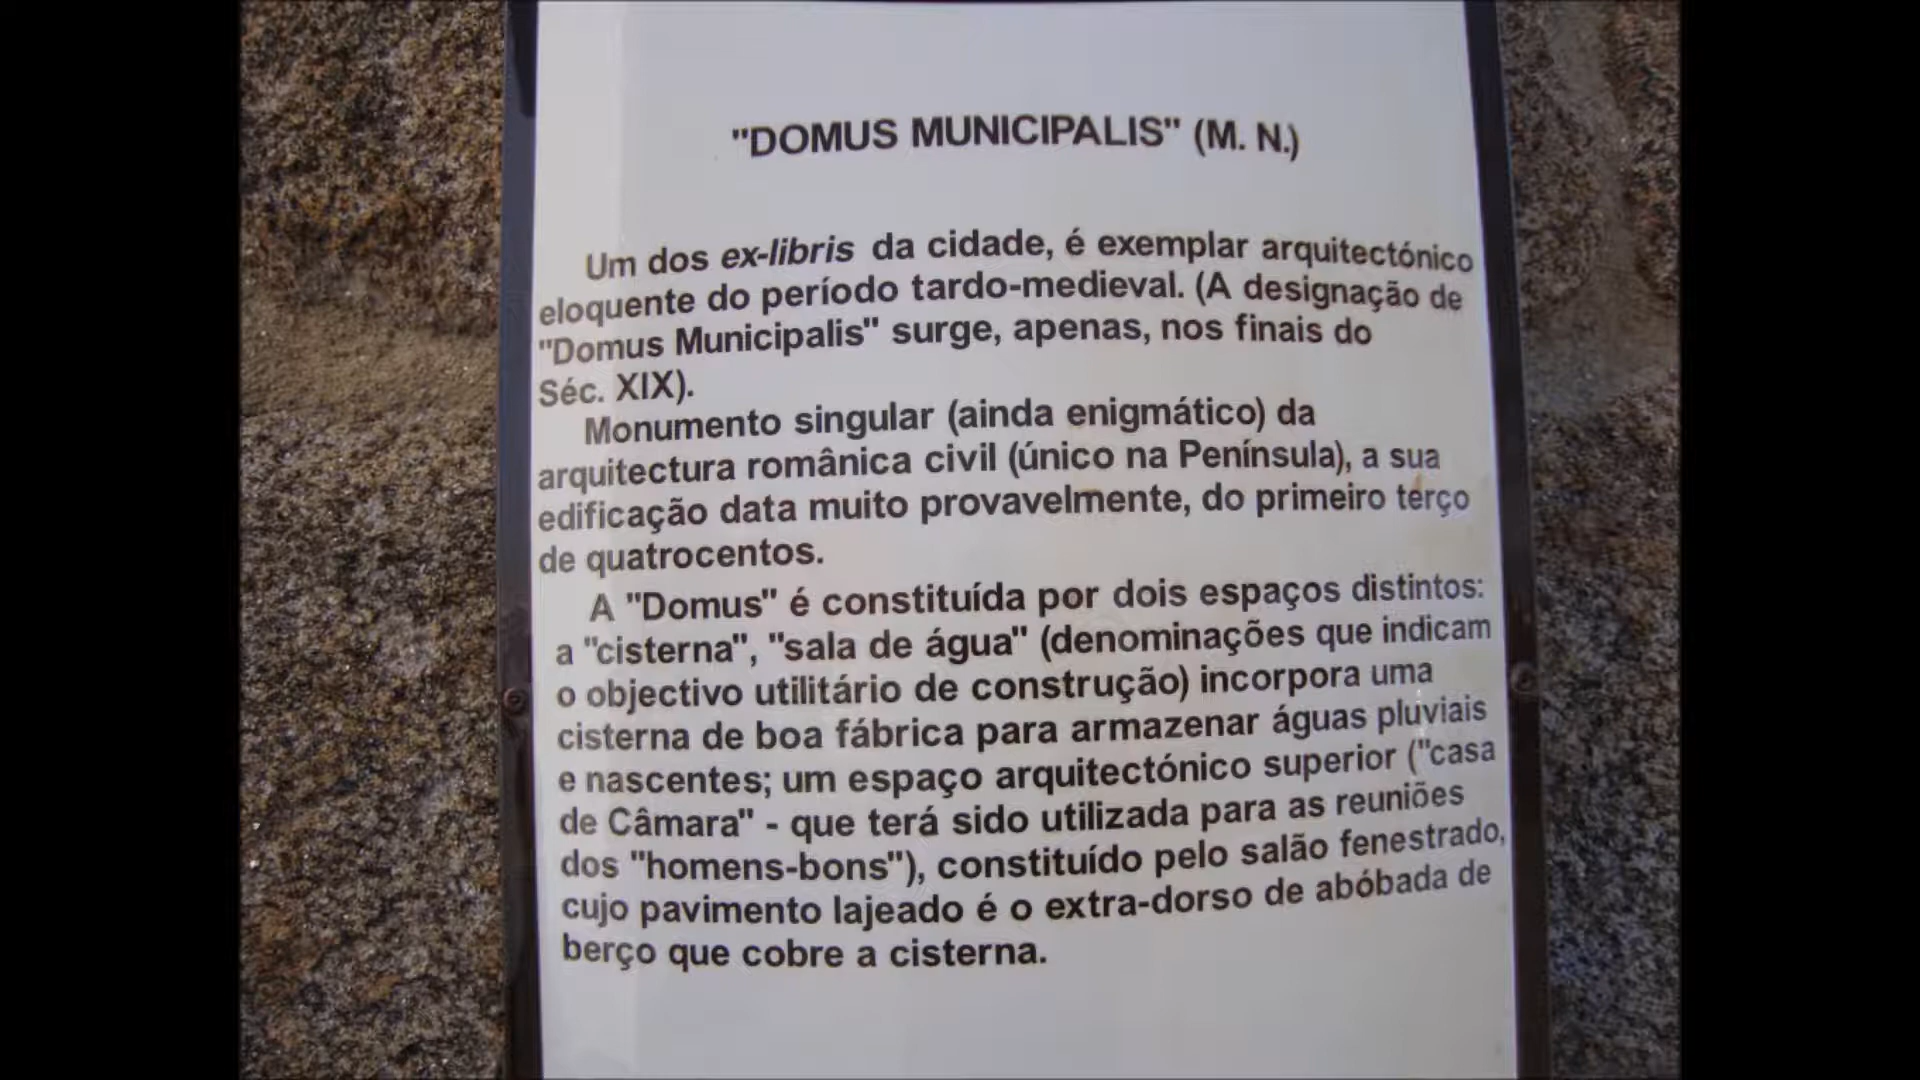 "DOMUS MUNICIPALIS" (M. N.)
Um dos ex-libris da cidade, é exemplar arquitectónico
eloquente do período tardo-medieval. (A designação de
"Domus Municipalis" surge, apenas, nos finais do
Séc. XIX).
Monumento singular (ainda enigmático) da
arquitectura românica civil (único na Península), a sua
edificação data muito provavelmente, do primeiro terço
de quatrocentos.
A "Domus" é constituída por dois espaços distintos:
a "cisterna", "sala de água" (denominações que indicam
o objectivo utilitário de construção) incorpora uma
cisterna de boa fábrica para armazenar águas pluviais
e nascentes; um espaço arquitectónico superior ("casa
de Câmara" - que terá sido utilizada para as reuniões
dos "homens-bons"), constituído pelo salão fenestrado,
cujo pavimento lajeado é o extra-dorso de abóbada de
berço que cobre a cisterna.